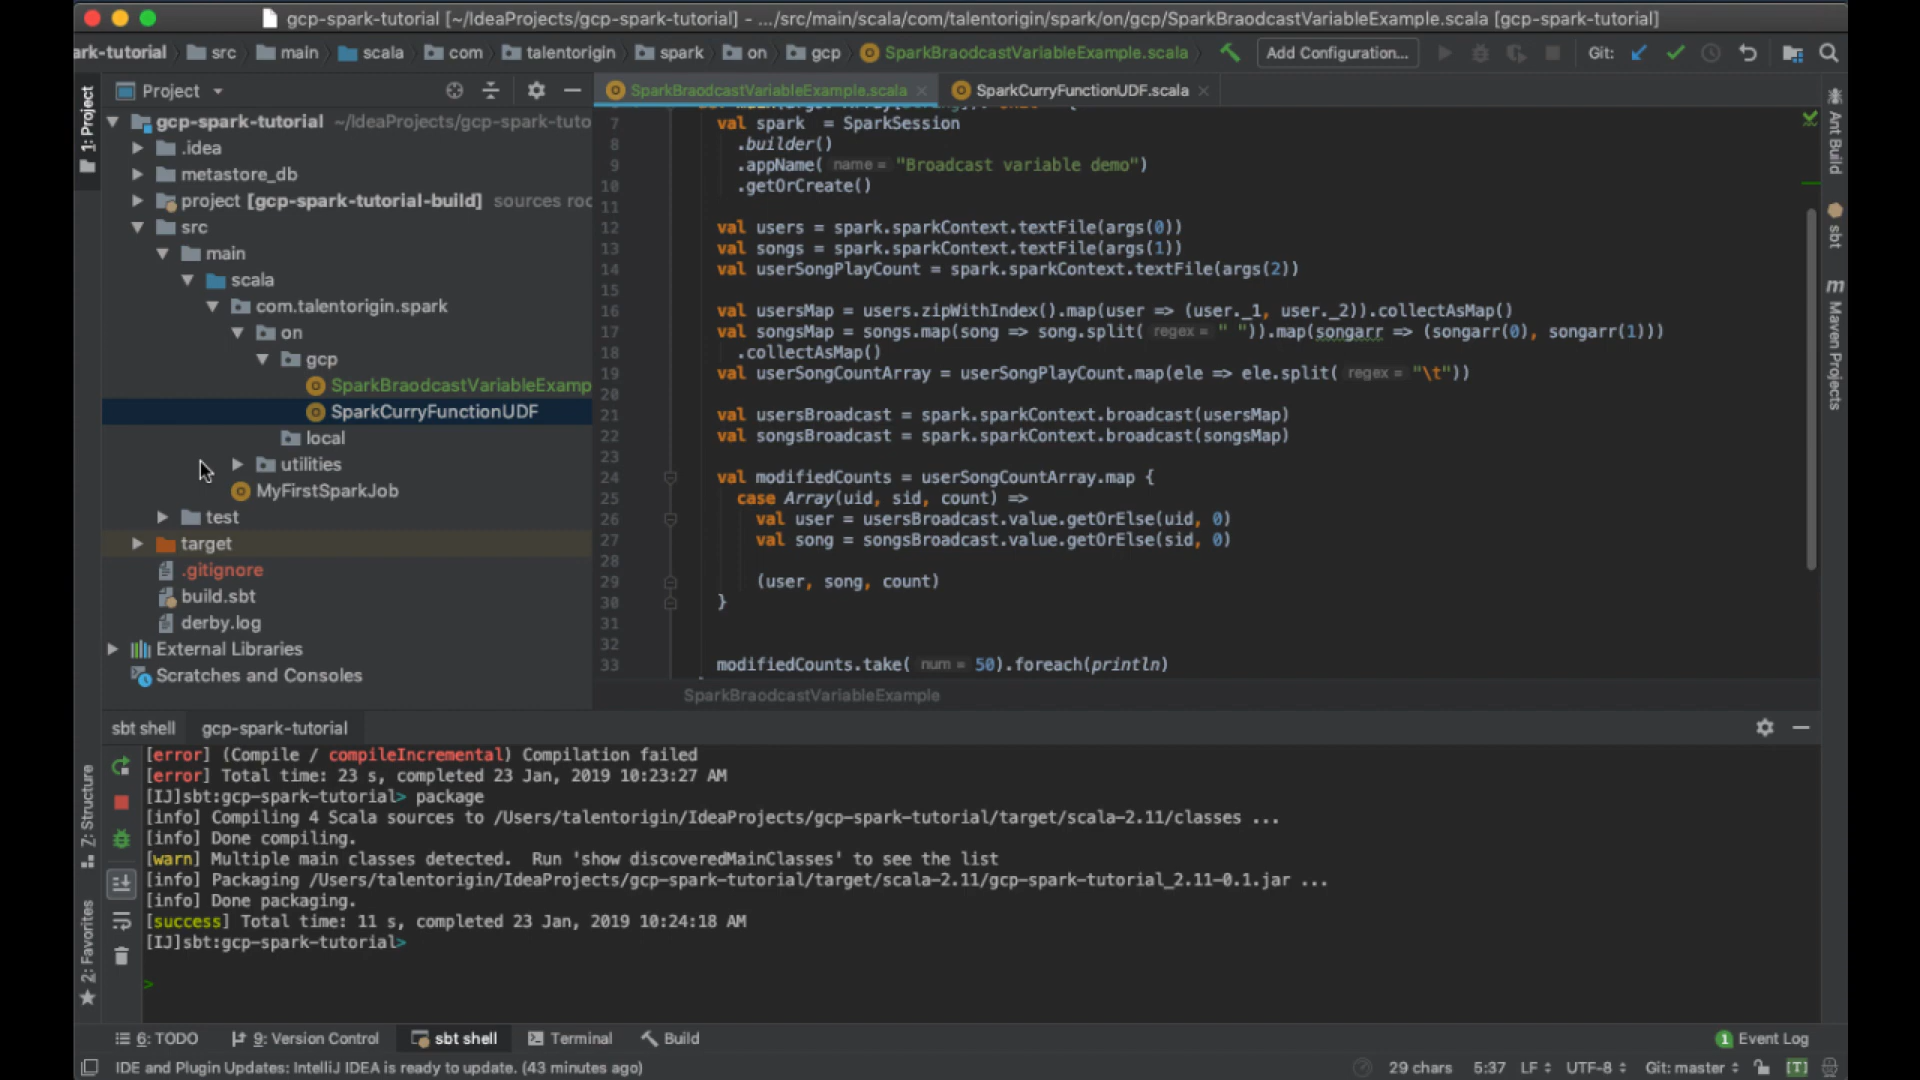 gcp-spark-tutorial [~/IdeaProjects/gcp-spark-tutorial] – .../src/main/scala/com/talentorigin/spark/on/gcp/SparkBraodcastVariableExample.scala [gcp-spark-tutorial]
ark-tutorial src main scala com talentorigin spark on gcp SparkBraodcastVariableExample.scala Add Configuration... Git:
Project SparkBraodcastVariableExample.scala SparkCurryFunctionUDF.scala
1: Project
gcp-spark-tutorial ~/IdeaProjects/gcp-spark-tuto
.idea
metastore_db
project [gcp-spark-tutorial-build] sources roo
src
main
scala
com.talentorigin.spark
on
gcp
SparkBraodcastVariableExamp
SparkCurryFunctionUDF
local
utilities
MyFirstSparkJob
test
target
.gitignore
build.sbt
derby.log
External Libraries
Scratches and Consoles
7 val spark = SparkSession
8 .builder()
9 .appName( name = "Broadcast variable demo")
10 .getOrCreate()
11
12 val users = spark.sparkContext.textFile(args(0))
13 val songs = spark.sparkContext.textFile(args(1))
14 val userSongPlayCount = spark.sparkContext.textFile(args(2))
15
16 val usersMap = users.zipWithIndex().map(user => (user._1, user._2)).collectAsMap()
17 val songsMap = songs.map(song => song.split( regex = " ")).map(songarr => (songarr(0), songarr(1)))
18 .collectAsMap()
19 val userSongCountArray = userSongPlayCount.map(ele => ele.split( regex = "\t"))
20
21 val usersBroadcast = spark.sparkContext.broadcast(usersMap)
22 val songsBroadcast = spark.sparkContext.broadcast(songsMap)
23
24 val modifiedCounts = userSongCountArray.map {
25 case Array(uid, sid, count) =>
26 val user = usersBroadcast.value.getOrElse(uid, 0)
27 val song = songsBroadcast.value.getOrElse(sid, 0)
28
29 (user, song, count)
30 }
31
32
33 modifiedCounts.take( num = 50).foreach(println)
SparkBraodcastVariableExample
Ant Build
sbt
Maven Projects
sbt shell gcp-spark-tutorial
[error] (Compile / compileIncremental) Compilation failed
[error] Total time: 23 s, completed 23 Jan, 2019 10:23:27 AM
[IJ]sbt:gcp-spark-tutorial> package
[info] Compiling 4 Scala sources to /Users/talentorigin/IdeaProjects/gcp-spark-tutorial/target/scala-2.11/classes ...
[info] Done compiling.
[warn] Multiple main classes detected.  Run 'show discoveredMainClasses' to see the list
[info] Packaging /Users/talentorigin/IdeaProjects/gcp-spark-tutorial/target/scala-2.11/gcp-spark-tutorial_2.11-0.1.jar ...
[info] Done packaging.
[success] Total time: 11 s, completed 23 Jan, 2019 10:24:18 AM
[IJ]sbt:gcp-spark-tutorial>
>
Z: Structure
2: Favorites
6: TODO 9: Version Control sbt shell Terminal Build 1 Event Log
IDE and Plugin Updates: IntelliJ IDEA is ready to update. (43 minutes ago) 29 chars 5:37 LF UTF-8 Git: master [T]